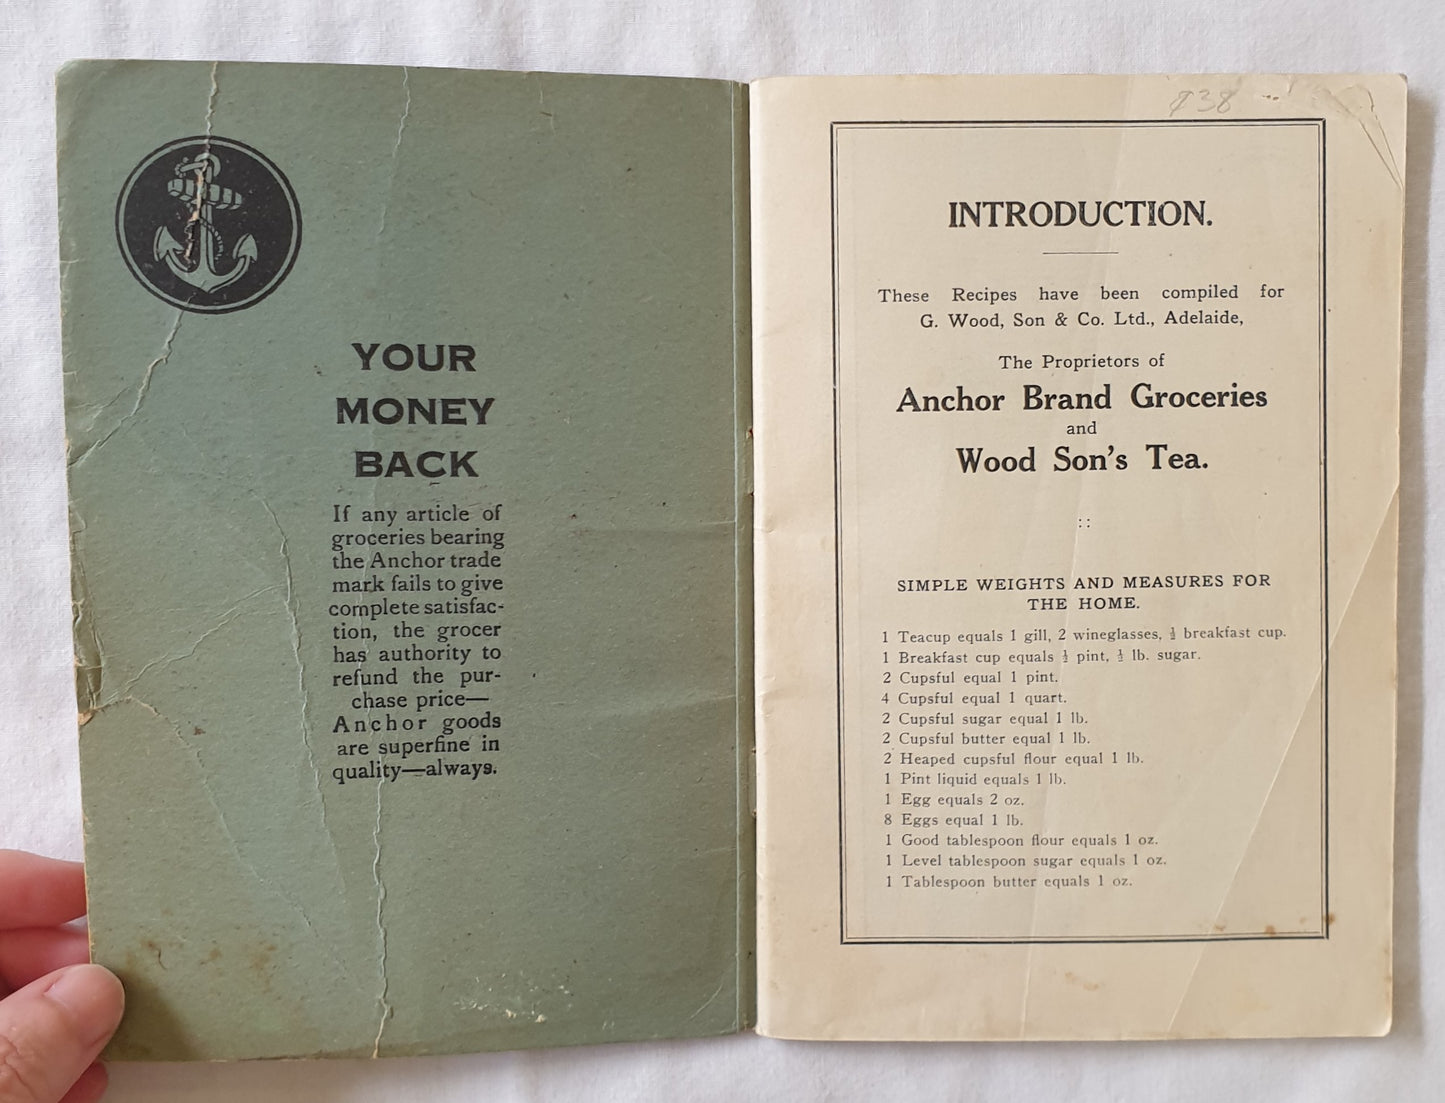 YOUR
MONEY
BACK
If any article of
groceries bearing
the Anchor trade
mark fails to give
complete satisfac-
tion, the grocer
has authority to
refund the pur-
chase price—
Anchor goods
are superfine in
quality—always.
INTRODUCTION.
These Recipes have been compiled for
G. Wood, Son & Co. Ltd., Adelaide,
The Proprietors of
Anchor Brand Groceries
and
Wood Son's Tea.
::
SIMPLE WEIGHTS AND MEASURES FOR
THE HOME.
1 Teacup equals 1 gill, 2 wineglasses, ½ breakfast cup.
1 Breakfast cup equals ½ pint, ½ lb. sugar.
2 Cupsful equal 1 pint.
4 Cupsful equal 1 quart.
2 Cupsful sugar equal 1 lb.
2 Cupsful butter equal 1 lb.
2 Heaped cupsful flour equal 1 lb.
1 Pint liquid equals 1 lb.
1 Egg equals 2 oz.
8 Eggs equal 1 lb.
1 Good tablespoon flour equals 1 oz.
1 Level tablespoon sugar equals 1 oz.
1 Tablespoon butter equals 1 oz.